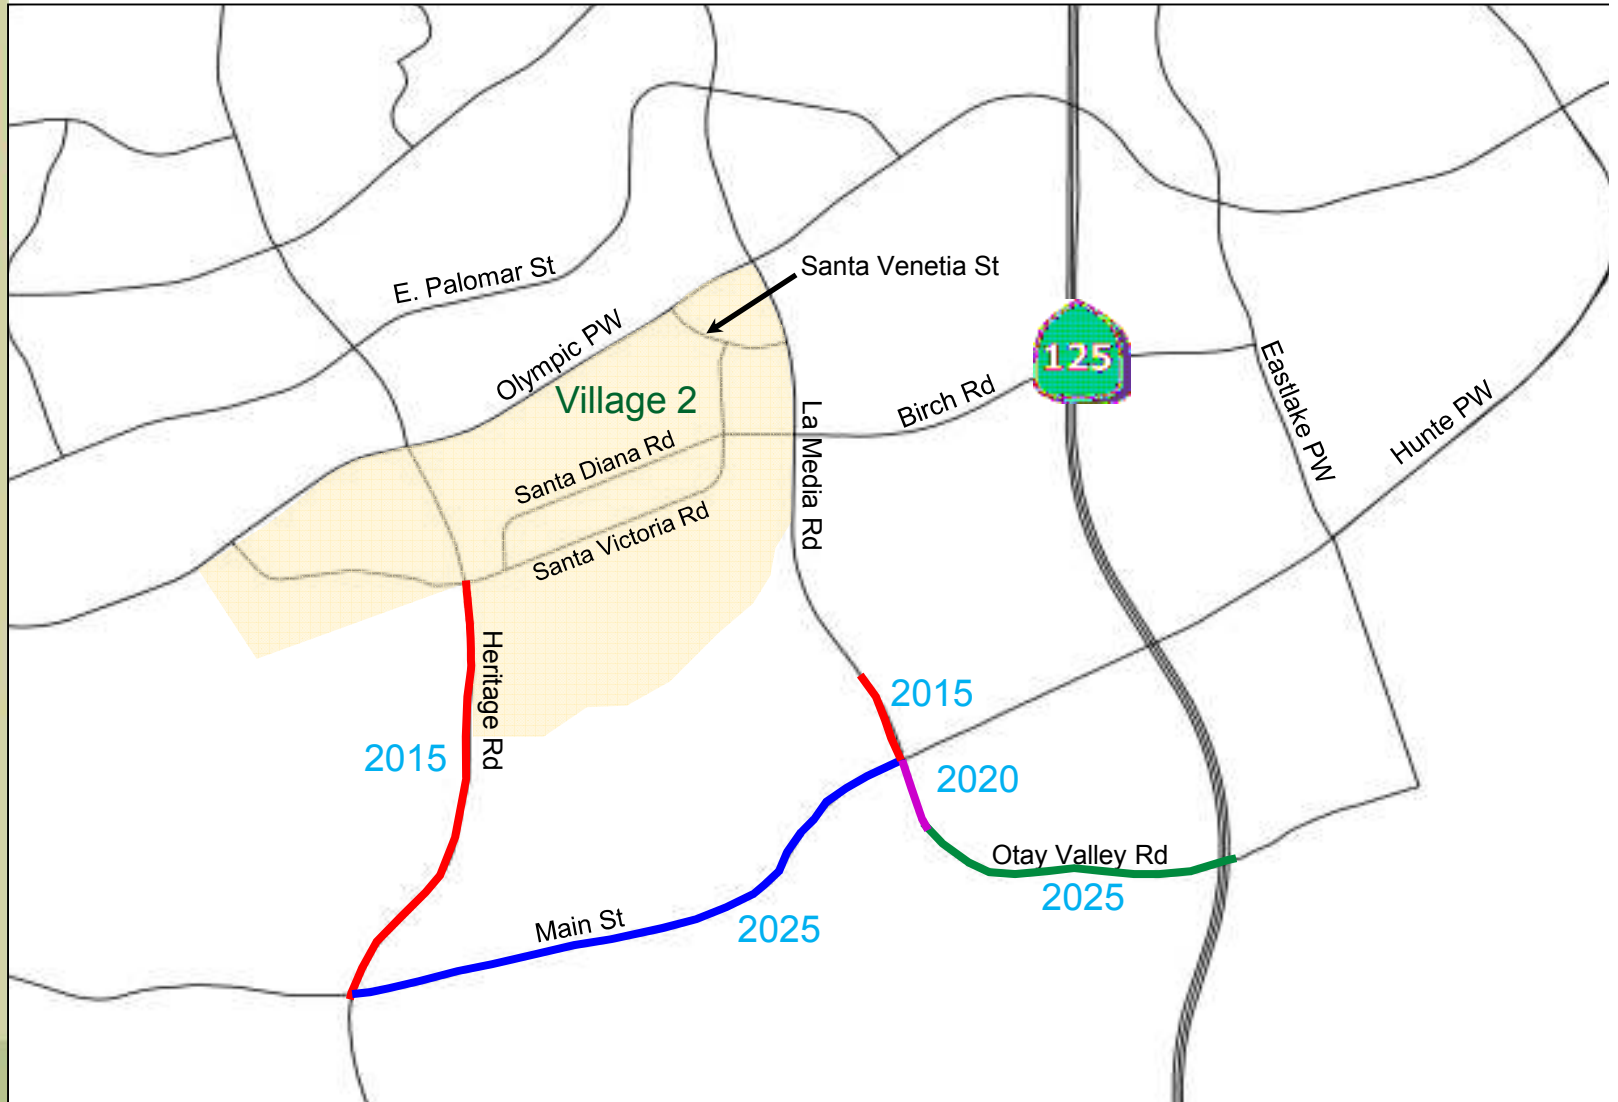 Santa Venetia St
E. Palomar St
Olympic PW
125
Village 2
Birch Rd
Eastlake PW
Hunte PW
La Media Rd
Santa Diana Rd
Santa Victoria Rd
Heritage Rd
2015
2015
2020
Otay Valley Rd
2025
Main St
2025